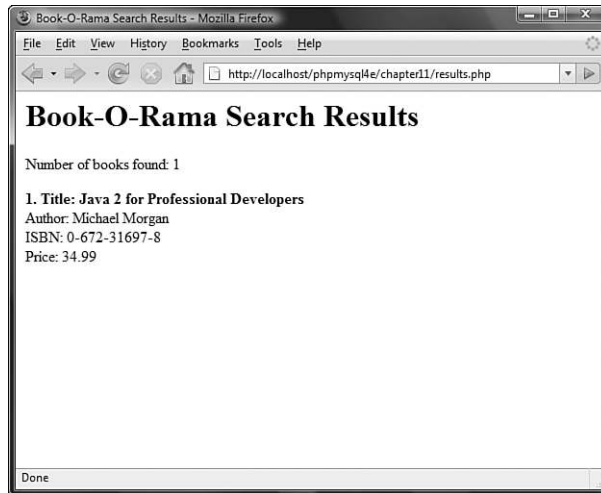 Book-O-Rama Search Results - Mozilla Firefox
File Edit View History Bookmarks Tools Help
http://localhost/phpmysql4e/chapter11/results.php
Book-O-Rama Search Results
Number of books found: 1
1. Title: Java 2 for Professional Developers
Author: Michael Morgan
ISBN: 0-672-31697-8
Price: 34.99
Done